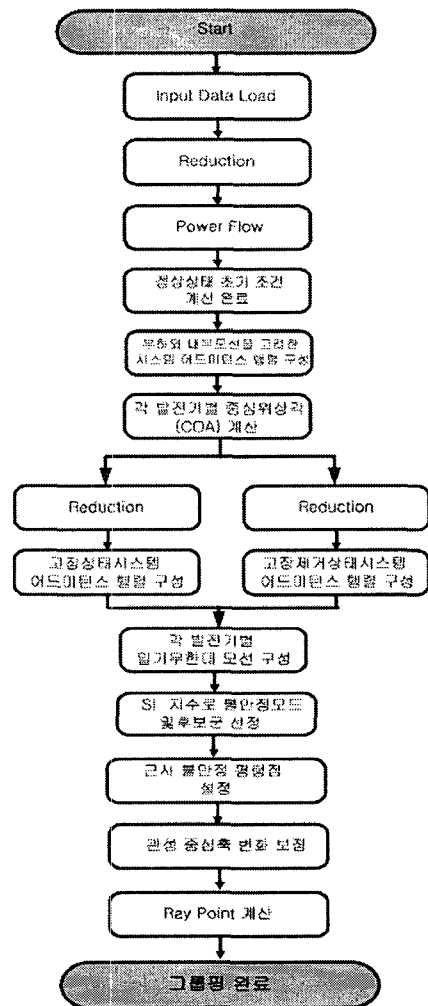 Start
Input Data Load
Reduction
Power Flow
정상상태 초기 조건
계산 완료
부하와 내부모선을 고려한
시스템 어드미턴스 행렬 구성
각 발전기별 중심위상각
(COA) 계산
Reduction
Reduction
고장상태시스템
어드미턴스 행렬 구성
고장제거상태시스템
어드미턴스 행렬 구성
각 발전기별
일기무한대 모선 구성
SI 지수로 불안정모드
및후보군 선정
근사 불안정 평형점
설정
관성 중심축 변화 보정
Ray Point 계산
그룹핑 완료